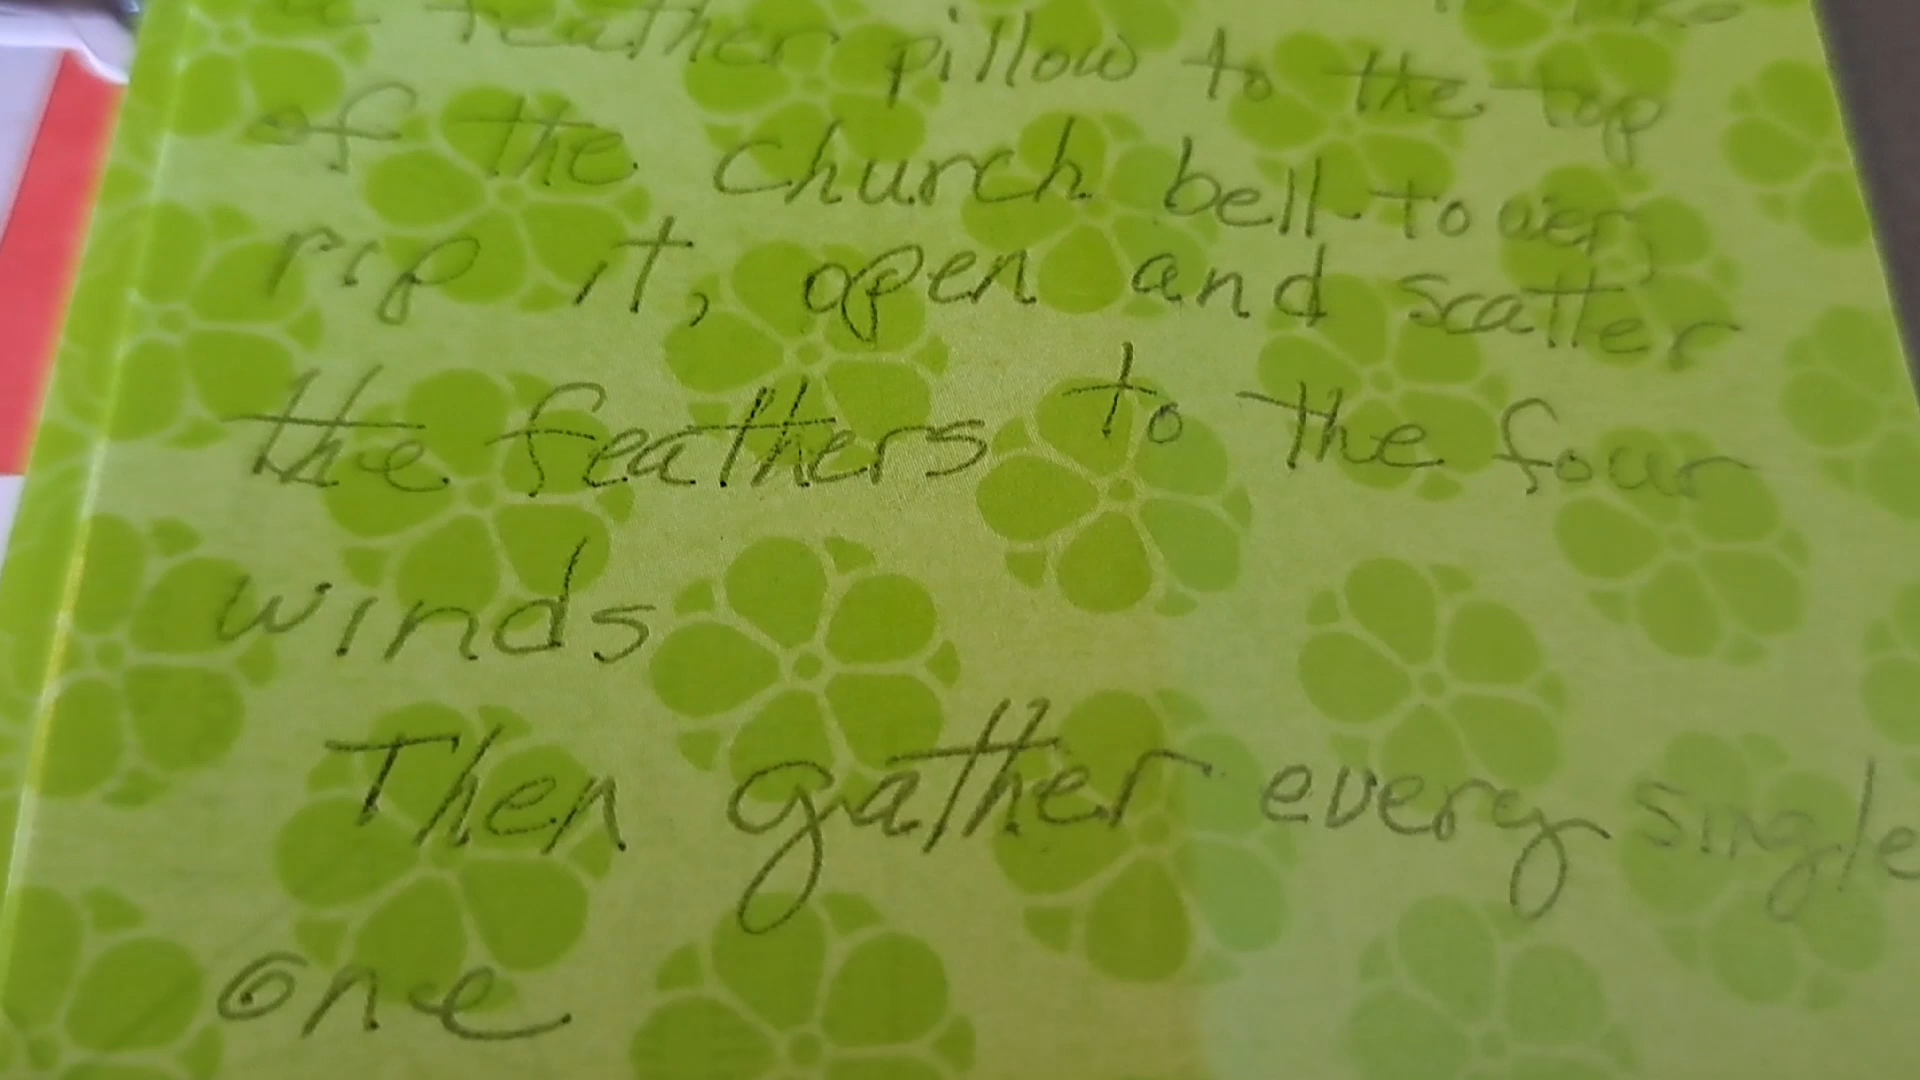 a feather pillow to the top
of the church bell tower,
rip it, open and scatter
the feathers to the four
winds
Then gather every single
one